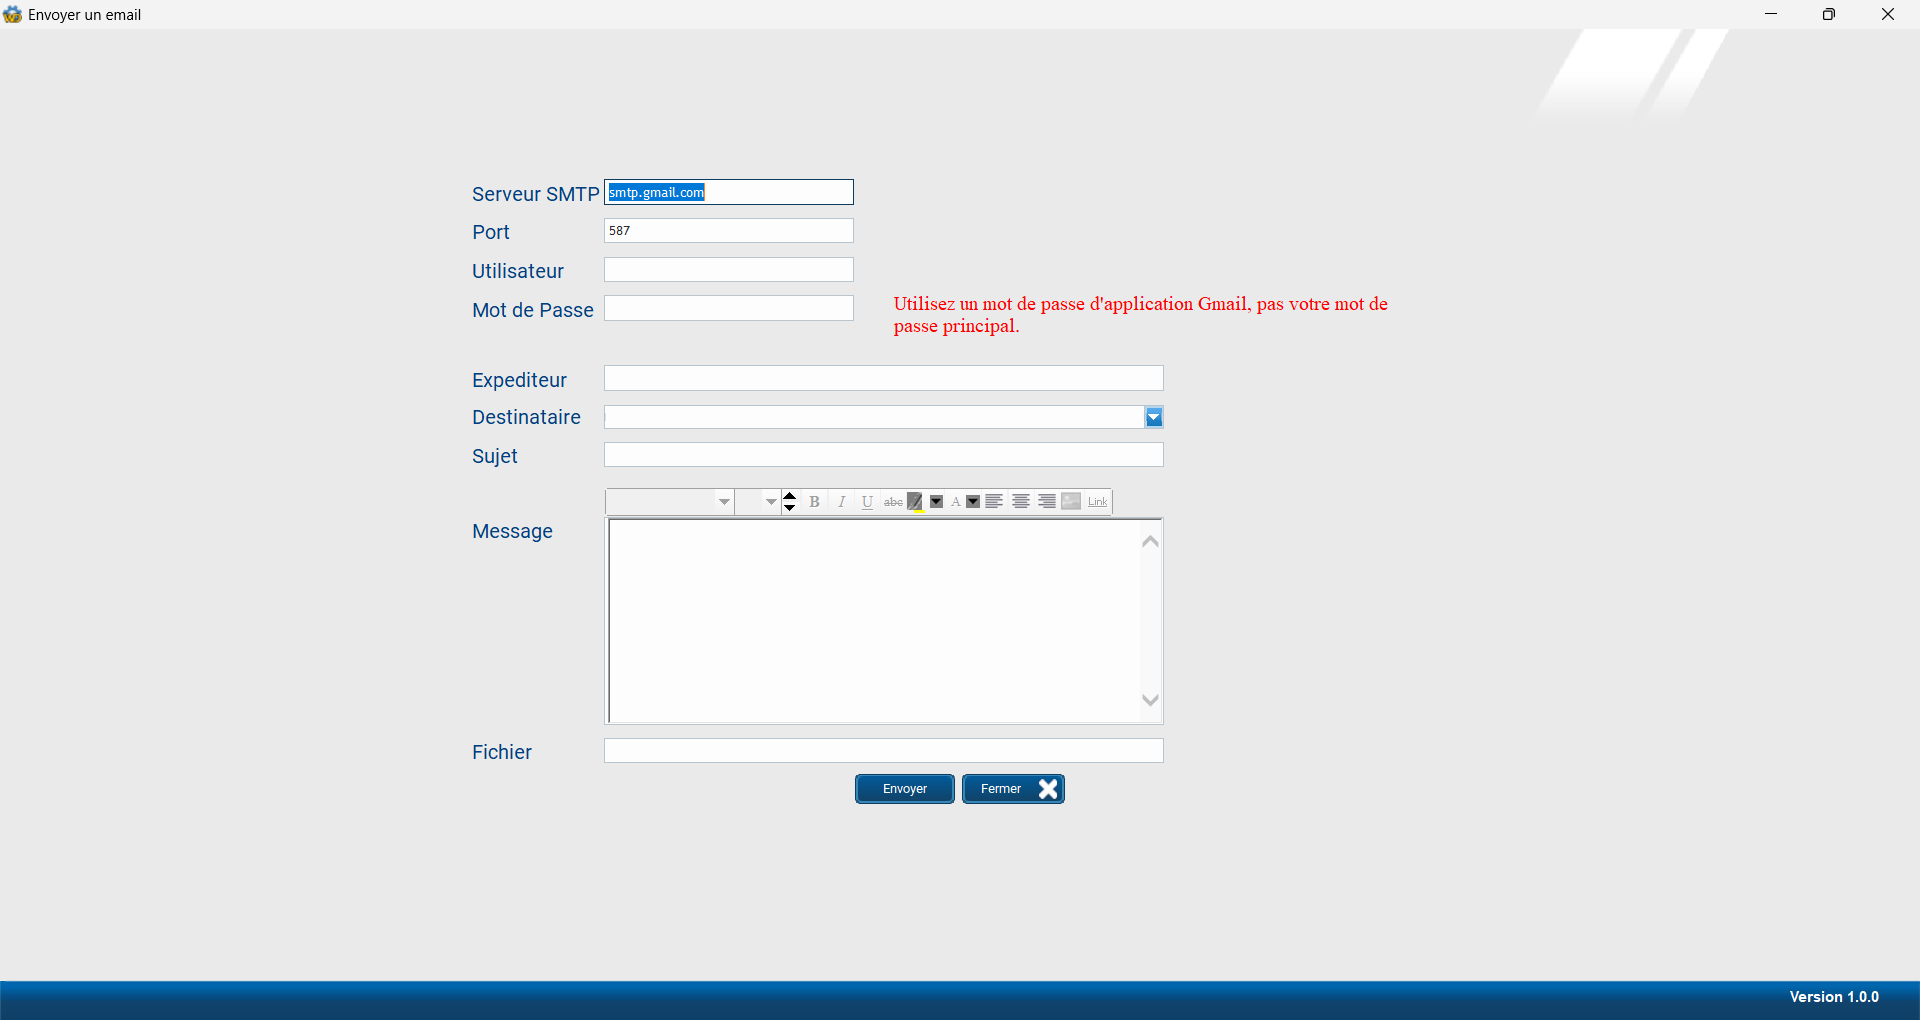 Envoyer un email
Serveur SMTP smtp.gmail.com
Port 587
Utilisateur
Mot de Passe
Utilisez un mot de passe d'application Gmail, pas votre mot de
passe principal.
Expediteur
Destinataire
Sujet
B I U abc A Link
Message
Fichier
Envoyer Fermer
Version 1.0.0